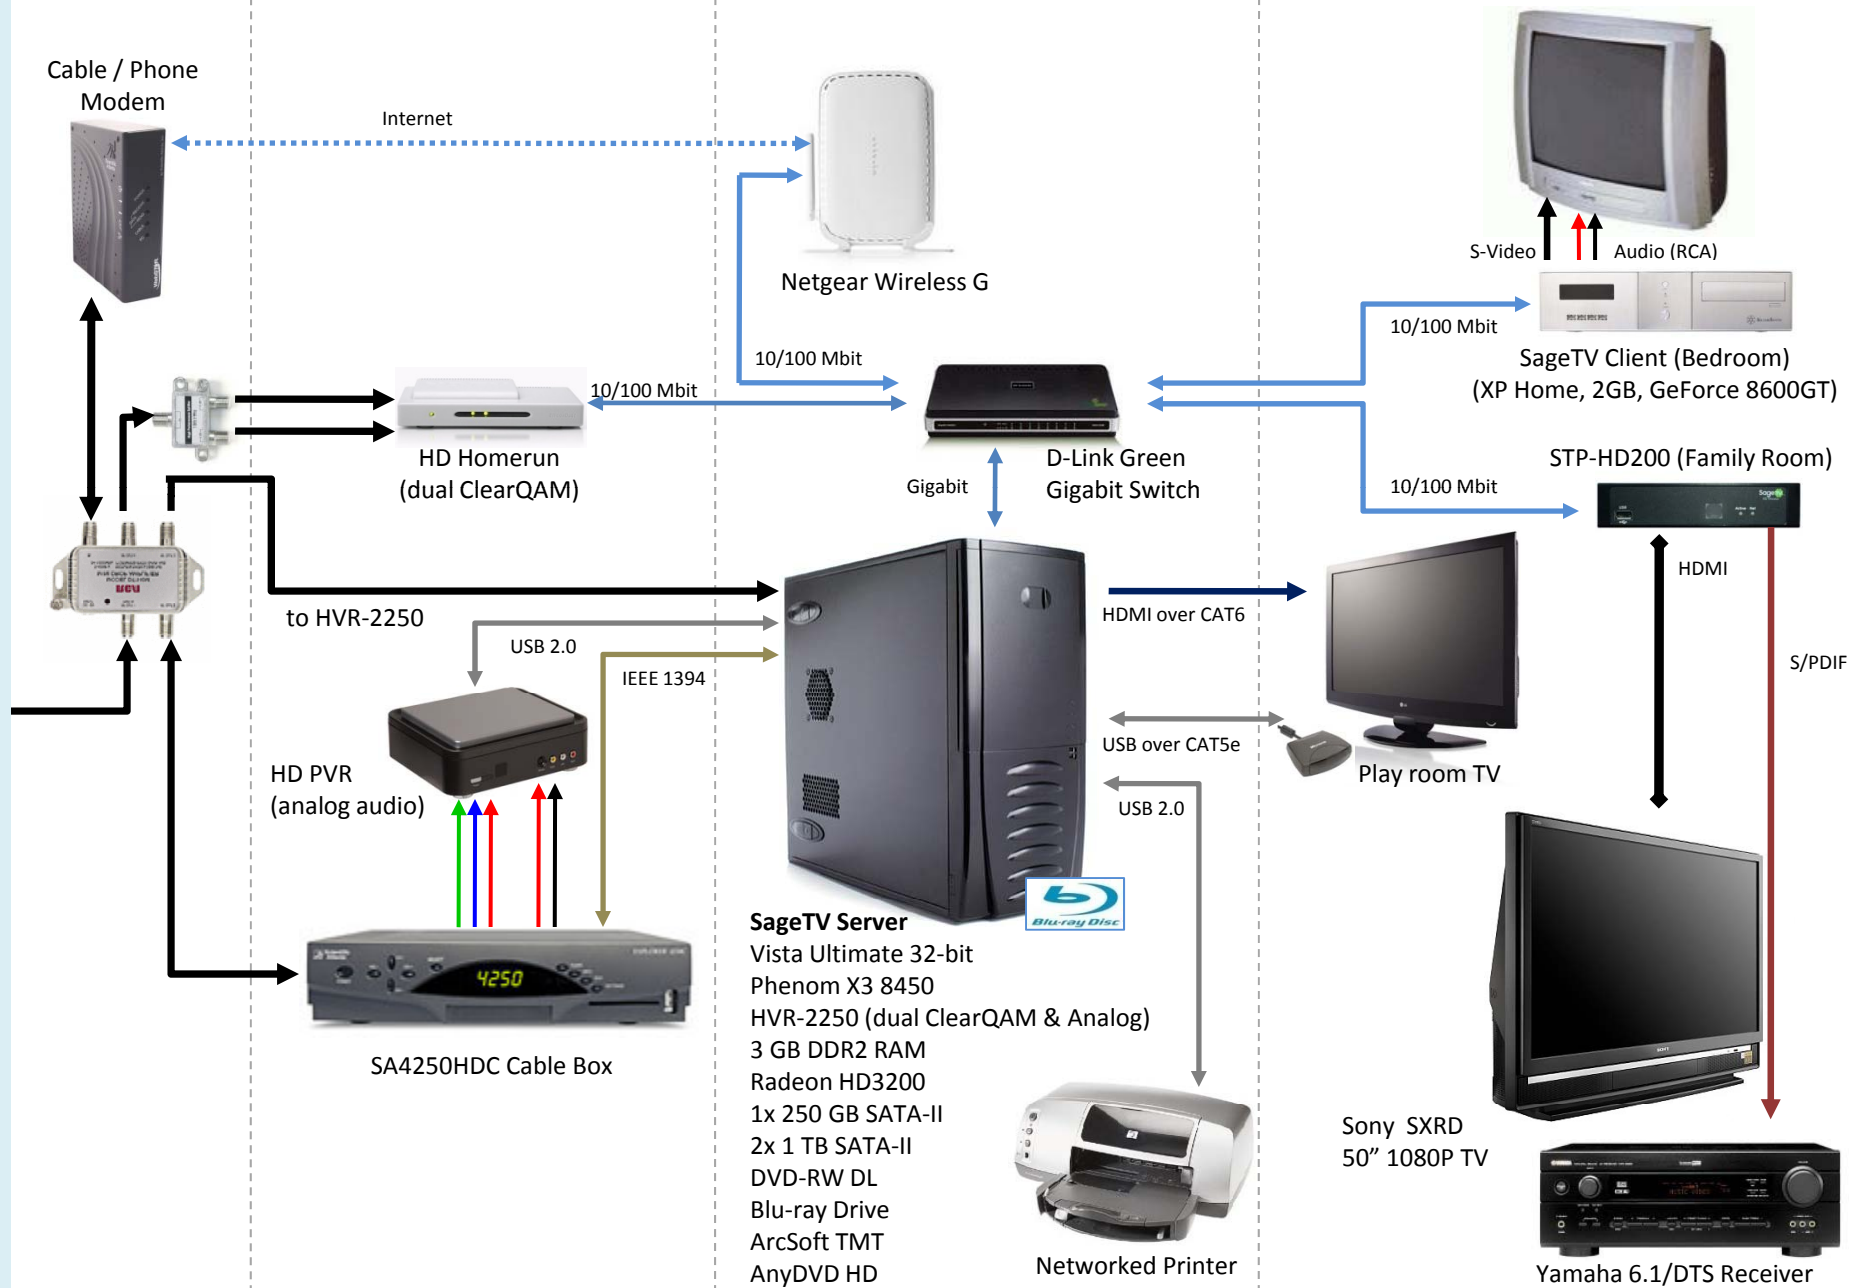 Cable / Phone
Modem
Internet
Netgear Wireless G
S-Video
Audio (RCA)
10/100 Mbit
SageTV Client (Bedroom)
(XP Home, 2GB, GeForce 8600GT)
10/100 Mbit
10/100 Mbit
HD Homerun
(dual ClearQAM)
D-Link Green
Gigabit Switch
Gigabit
10/100 Mbit
STP-HD200 (Family Room)
HDMI
S/PDIF
RCA
to HVR-2250
USB 2.0
IEEE 1394
HDMI over CAT6
USB over CAT5e
Play room TV
USB 2.0
HD PVR
(analog audio)
4250
SA4250HDC Cable Box
Blu-ray Disc
SageTV Server
Vista Ultimate 32-bit
Phenom X3 8450
HVR-2250 (dual ClearQAM & Analog)
3 GB DDR2 RAM
Radeon HD3200
1x 250 GB SATA-II
2x 1 TB SATA-II
DVD-RW DL
Blu-ray Drive
ArcSoft TMT
AnyDVD HD
Networked Printer
SONY
Sony SXRD
50” 1080P TV
Yamaha 6.1/DTS Receiver